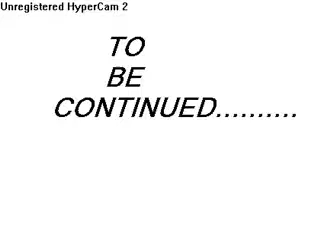 Unregistered HyperCam 2
TO
BE
CONTINUED..........